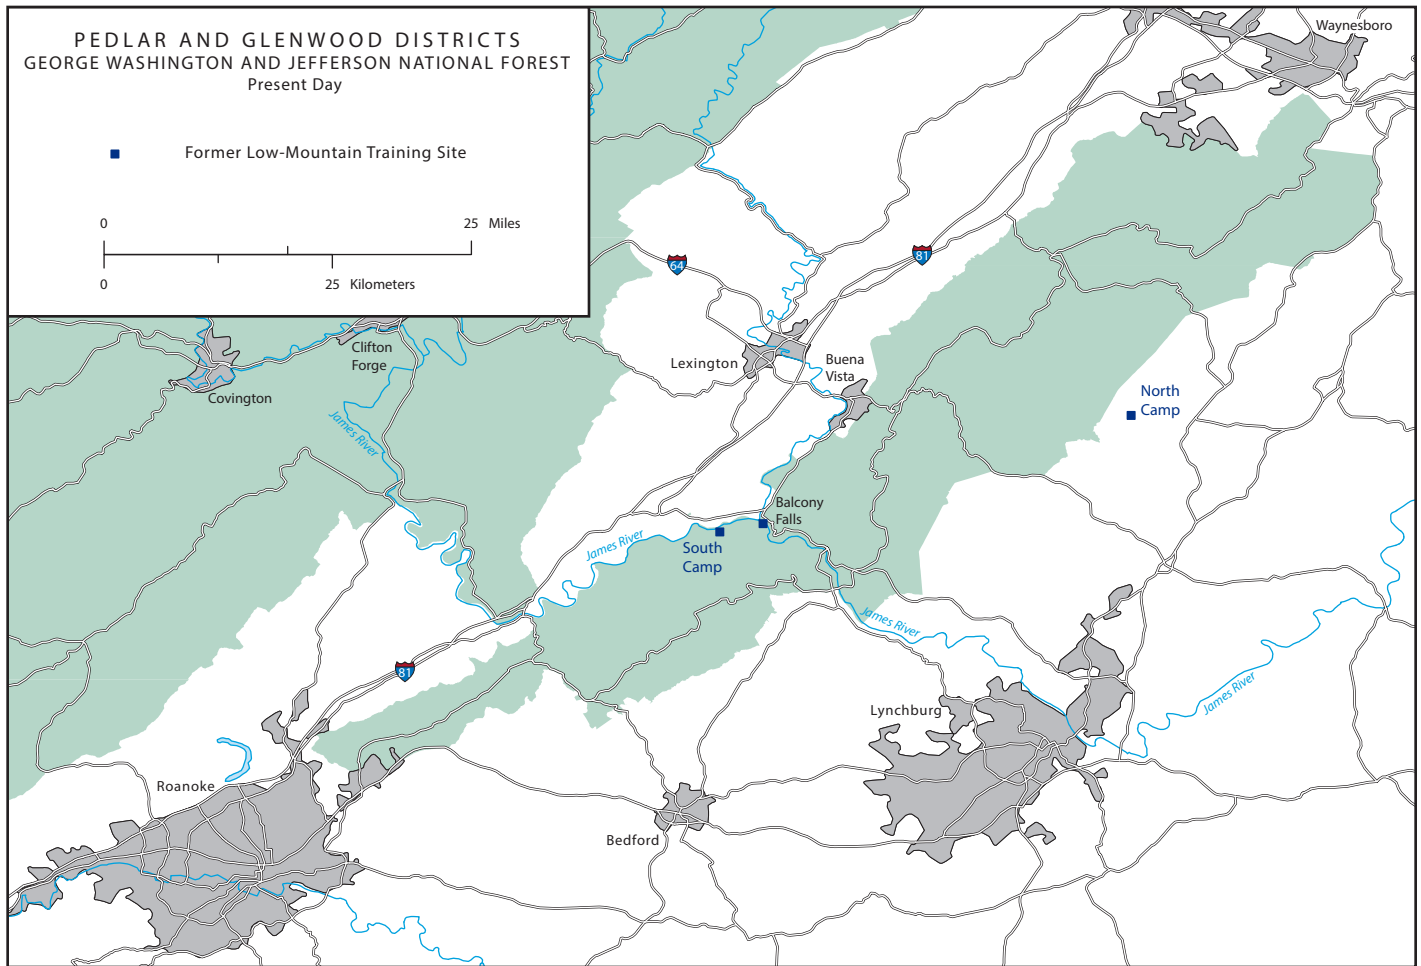 PEDLAR AND GLENWOOD DISTRICTS
GEORGE WASHINGTON AND JEFFERSON NATIONAL FOREST
Present Day
Former Low-Mountain Training Site
0 25 Miles
0 25 Kilometers
Waynesboro
64
81
Clifton
Forge
Covington
Lexington
Buena
Vista
North
Camp
James River
Balcony
Falls
South
Camp
James River
James River
81
James River
Lynchburg
Roanoke
Bedford